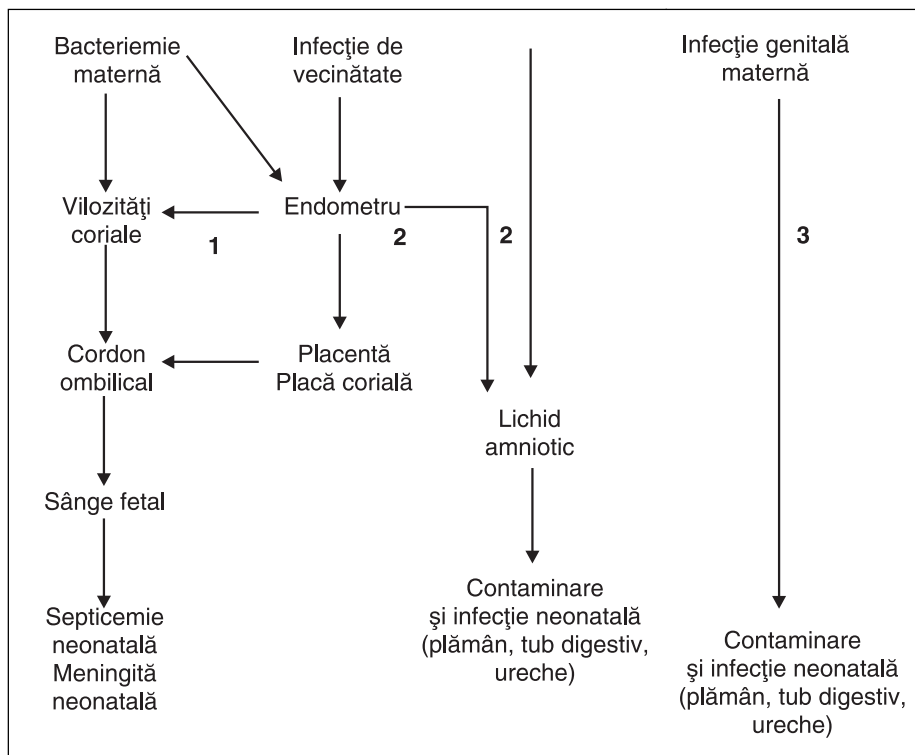 Bacteriemie
maternă
Infecţie de
vecinătate
Infecţie genitală
maternă
Vilozităţi
coriale
1
Endometru
2
2
3
Cordon
ombilical
Placentă
Placă corială
Lichid
amniotic
Sânge fetal
Septicemie
neonatală
Meningită
neonatală
Contaminare
şi infecţie neonatală
(plămân, tub digestiv,
ureche)
Contaminare
şi infecţie neonatală
(plămân, tub digestiv,
ureche)